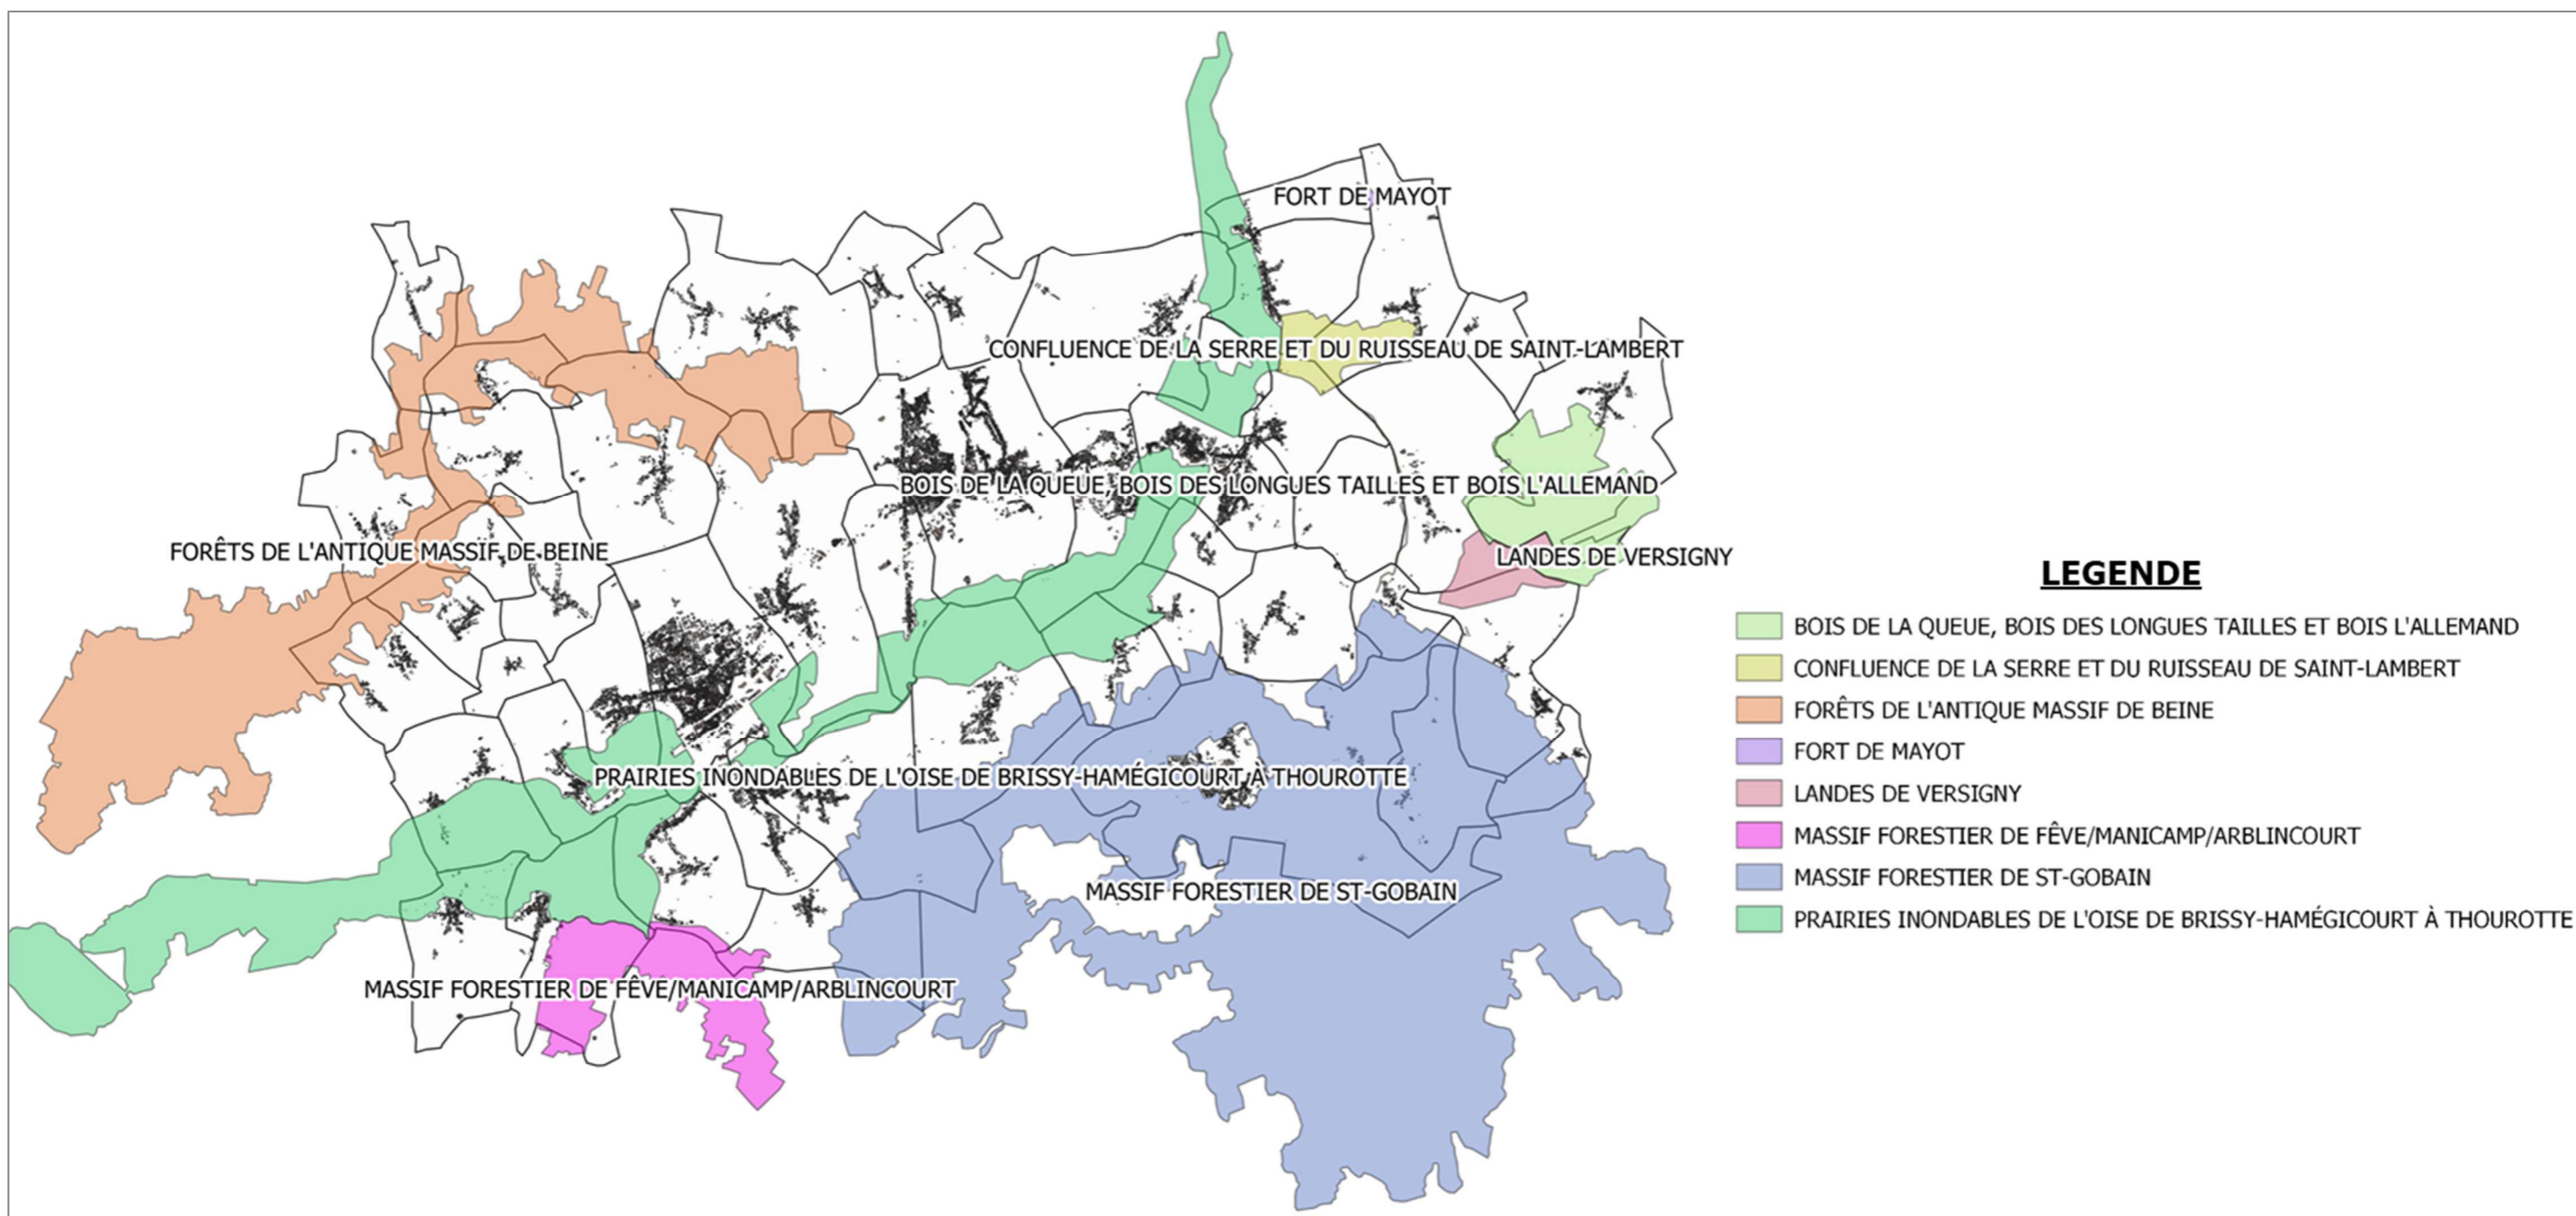 FORT DE MAYOT
CONFLUENCE DE LA SERRE ET DU RUISSEAU DE SAINT-LAMBERT
BOIS DE LA QUEUE, BOIS DES LONGUES TAILLES ET BOIS L'ALLEMAND
FORÊTS DE L'ANTIQUE MASSIF DE BEINE
LANDES DE VERSIGNY
PRAIRIES INONDABLES DE L'OISE DE BRISSY-HAMÉGICOURT À THOUROTTE
MASSIF FORESTIER DE ST-GOBAIN
MASSIF FORESTIER DE FÊVE/MANICAMP/ARBLINCOURT
LEGENDE
BOIS DE LA QUEUE, BOIS DES LONGUES TAILLES ET BOIS L'ALLEMAND
CONFLUENCE DE LA SERRE ET DU RUISSEAU DE SAINT-LAMBERT
FORÊTS DE L'ANTIQUE MASSIF DE BEINE
FORT DE MAYOT
LANDES DE VERSIGNY
MASSIF FORESTIER DE FÊVE/MANICAMP/ARBLINCOURT
MASSIF FORESTIER DE ST-GOBAIN
PRAIRIES INONDABLES DE L'OISE DE BRISSY-HAMÉGICOURT À THOUROTTE